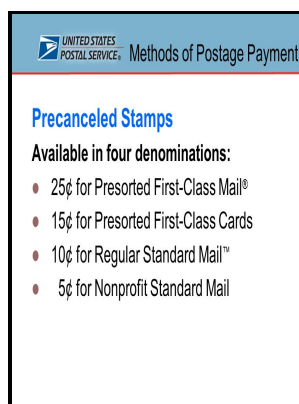 UNITED STATES
POSTAL SERVICE® Methods of Postage Payment
Precanceled Stamps
Available in four denominations:
• 25¢ for Presorted First-Class Mail®
• 15¢ for Presorted First-Class Cards
• 10¢ for Regular Standard Mail™
• 5¢ for Nonprofit Standard Mail